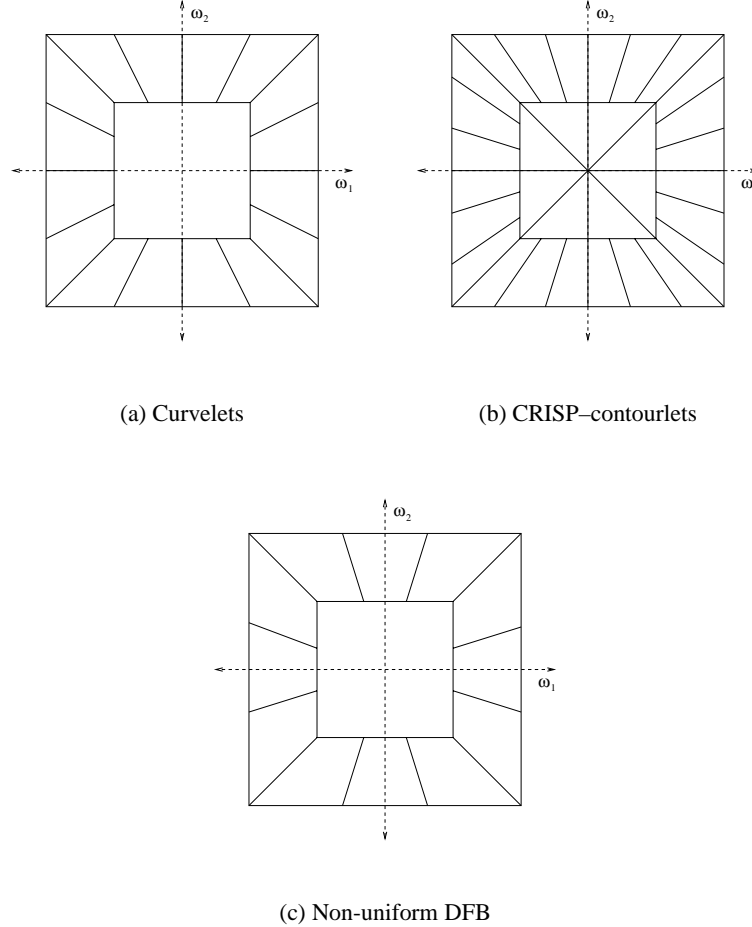 ω2
ω1
(a) Curvelets
ω2
ω
(b) CRISP–contourlets
ω2
ω1
(c) Non-uniform DFB